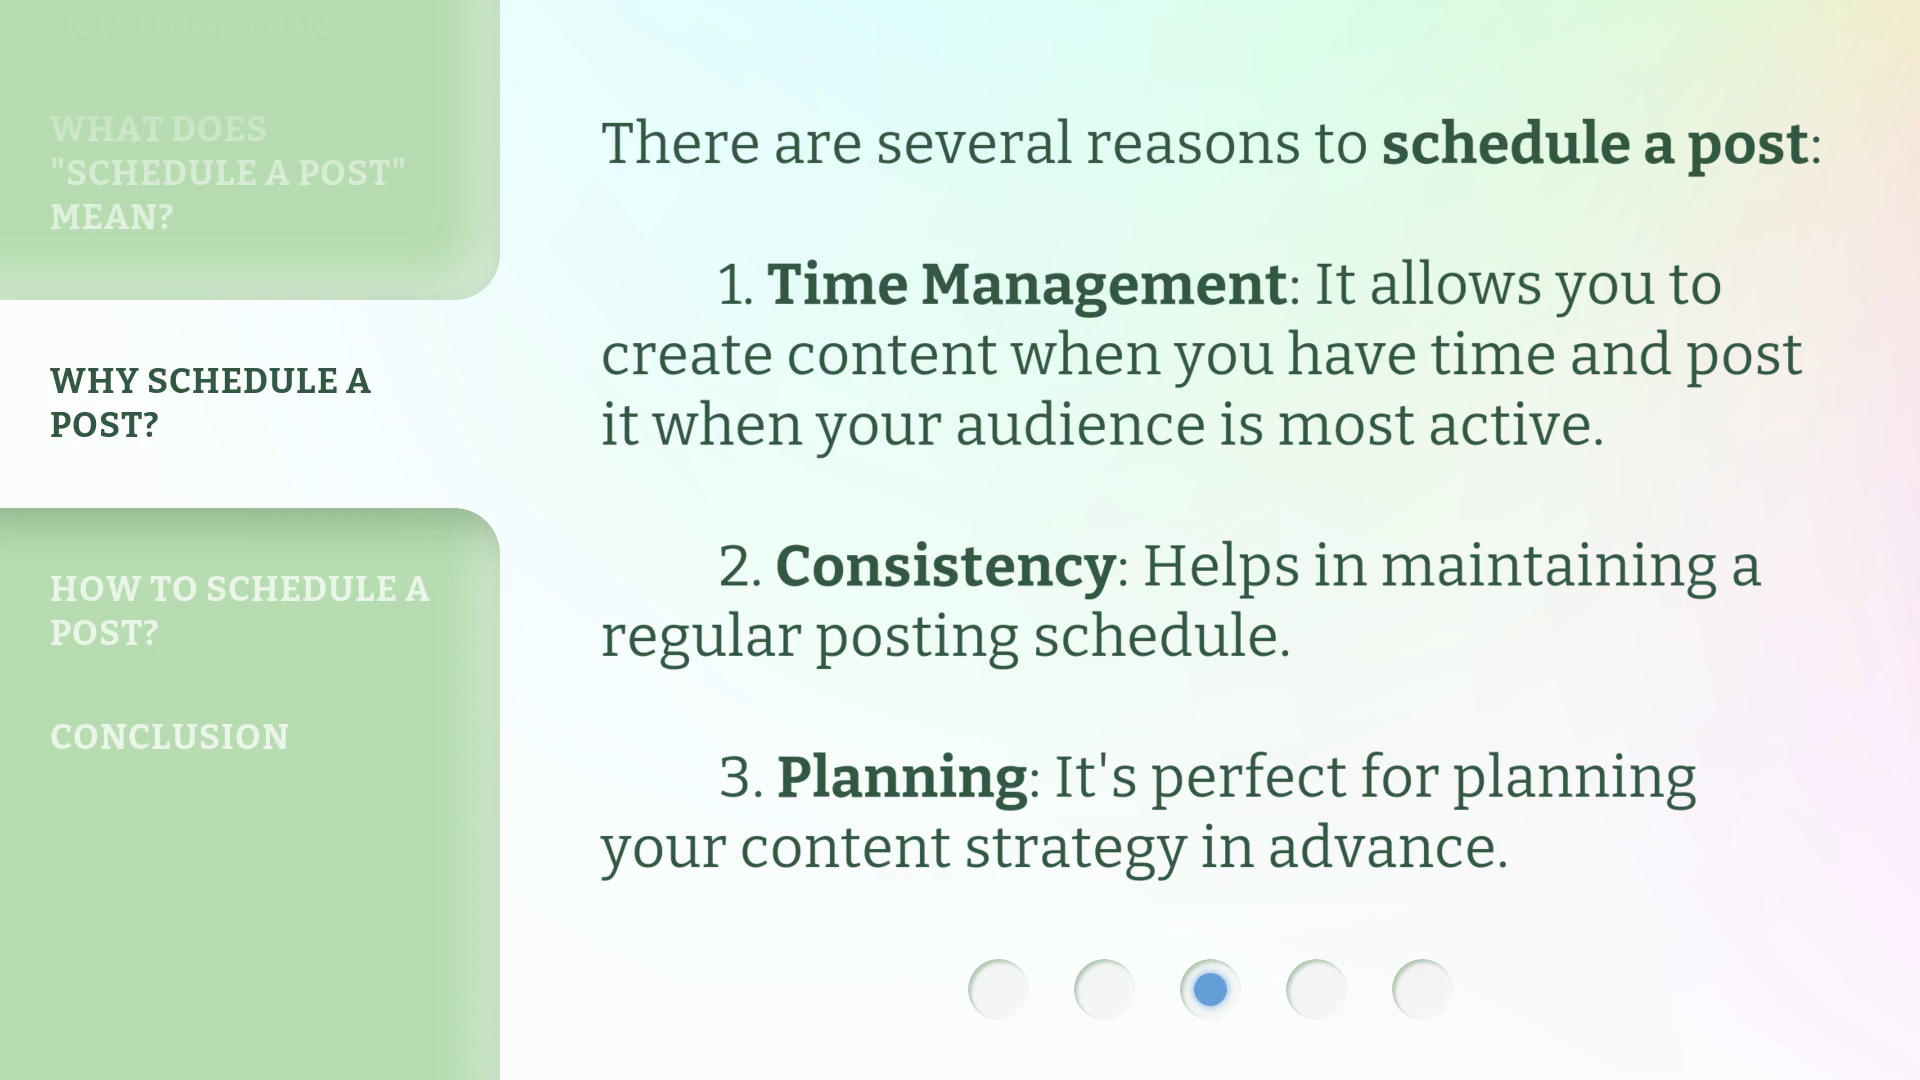 INTRODUCTION
WHAT DOES
"SCHEDULE A POST"
MEAN?
WHY SCHEDULE A
POST?
HOW TO SCHEDULE A
POST?
CONCLUSION
There are several reasons to schedule a post:
1. Time Management: It allows you to
create content when you have time and post
it when your audience is most active.
2. Consistency: Helps in maintaining a
regular posting schedule.
3. Planning: It's perfect for planning
your content strategy in advance.